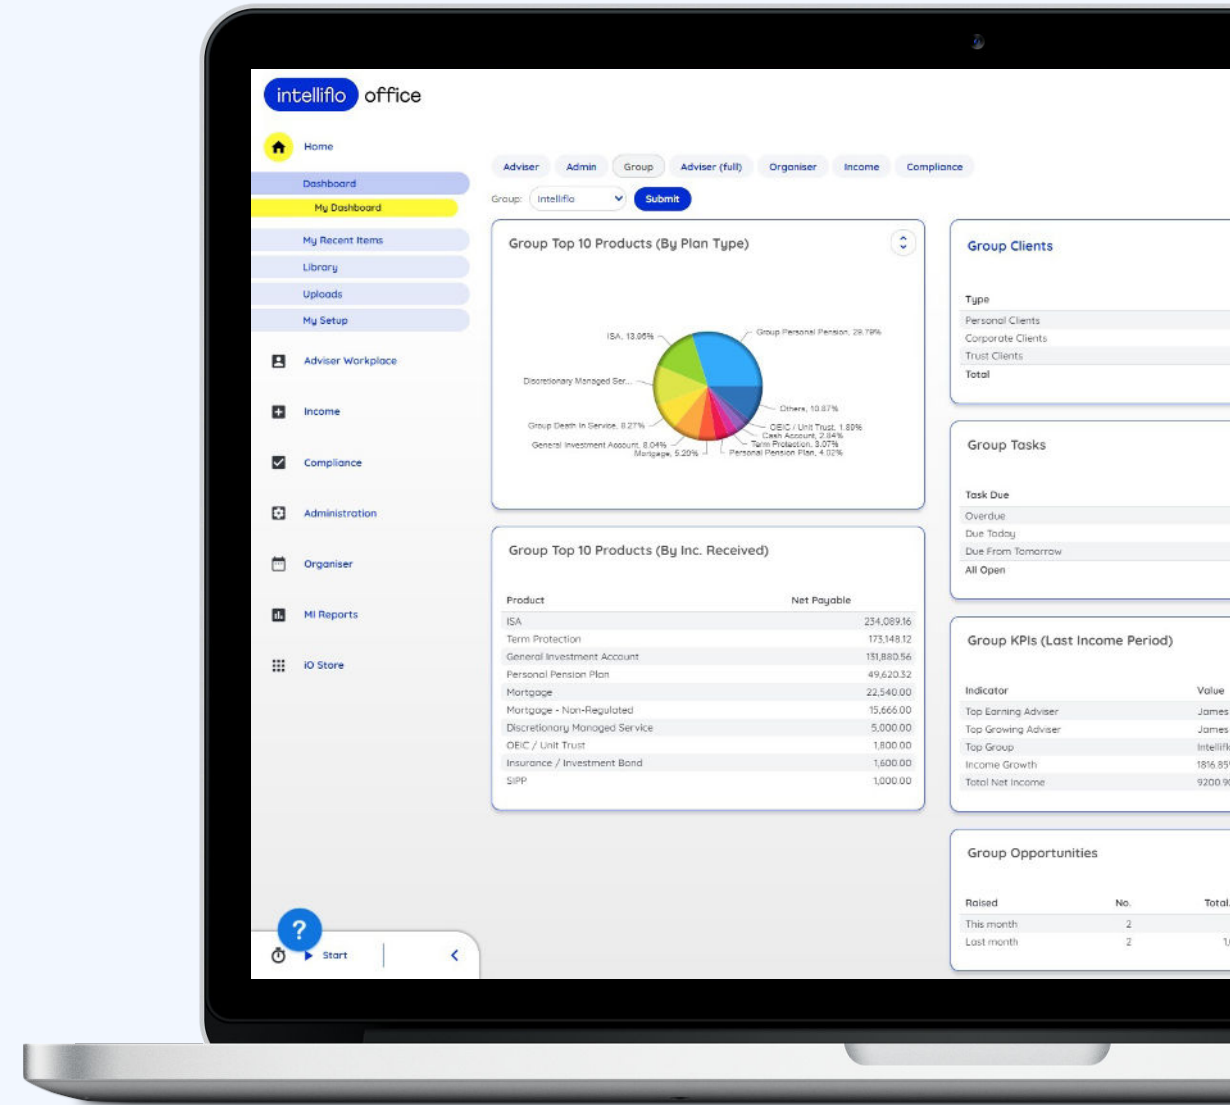 intelliflo office
Home
Dashboard
My Dashboard
My Recent Items
Library
Uploads
My Setup
Adviser Workplace
Income
Compliance
Administration
Organiser
MI Reports
iO Store
? Start
Adviser Admin Group Adviser (full) Organiser Income Compliance
Group: Intelliflo Submit
Group Top 10 Products (By Plan Type)
ISA, 13.95%
Group Personal Pension, 29.79%
Discretionary Managed Ser...
Others, 10.87%
Group Death In Service, 8.27%
OEIC / Unit Trust, 1.89%
Cash Account, 2.84%
General Investment Account, 8.04%
Term Protection, 3.07%
Mortgage, 5.20%
Personal Pension Plan, 4.02%
Group Top 10 Products (By Inc. Received)
Product Net Payable
ISA 234,089.16
Term Protection 173,148.12
General Investment Account 131,880.56
Personal Pension Plan 49,620.32
Mortgage 22,540.00
Mortgage - Non-Regulated 15,666.00
Discretionary Managed Service 5,000.00
OEIC / Unit Trust 1,800.00
Insurance / Investment Bond 1,600.00
SIPP 1,000.00
Group Clients
Type
Personal Clients
Corporate Clients
Trust Clients
Total
Group Tasks
Task Due
Overdue
Due Today
Due From Tomorrow
All Open
Group KPIs (Last Income Period)
Indicator Value
Top Earning Adviser James
Top Growing Adviser James
Top Group
Income Growth 1816.85
Total Net Income 9200.9
Group Opportunities
Raised No. Total
This month 2
Last month 2